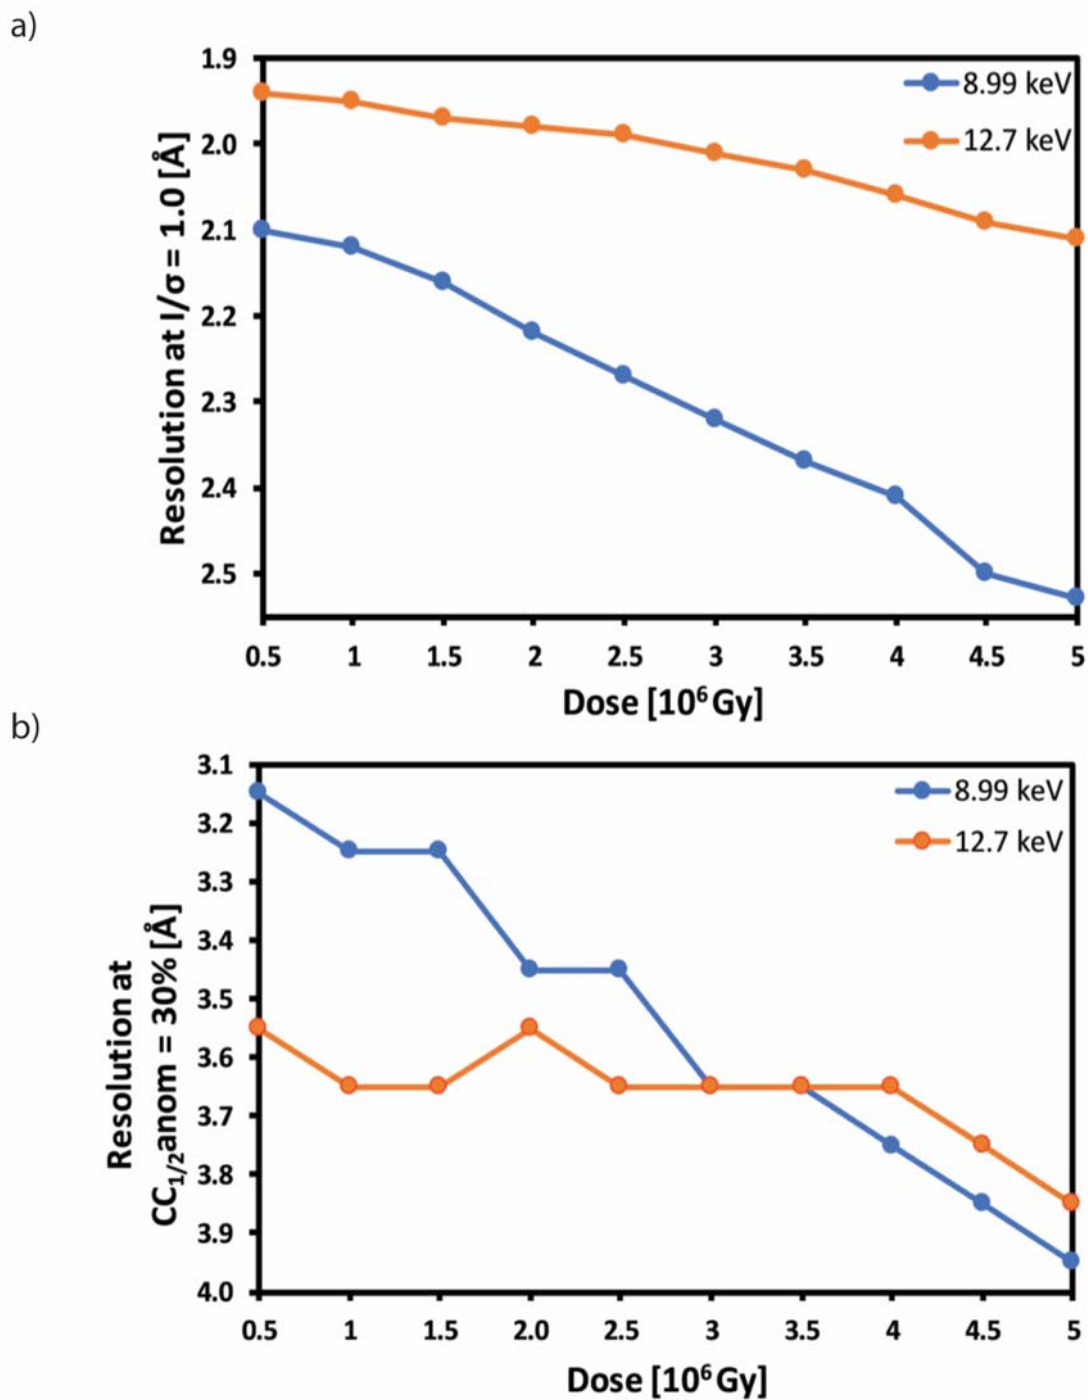 a)
1.9
2.0
2.1
2.2
2.3
2.4
2.5
Resolution at I/σ = 1.0 [Å]
8.99 keV
12.7 keV
0.5 1 1.5 2 2.5 3 3.5 4 4.5 5
Dose [10⁶ Gy]
b)
3.1
3.2
3.3
3.4
3.5
3.6
3.7
3.8
3.9
4.0
Resolution at
CC₁/₂anom = 30% [Å]
8.99 keV
12.7 keV
0.5 1 1.5 2.0 2.5 3 3.5 4 4.5 5
Dose [10⁶ Gy]